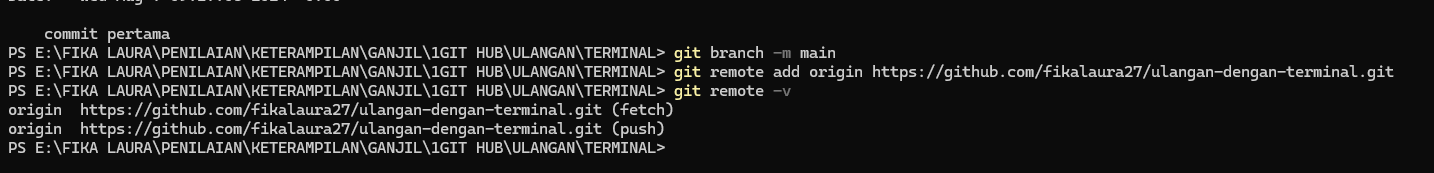 commit pertama
PS E:\FIKA LAURA\PENILAIAN\KETERAMPILAN\GANJIL\1GIT HUB\ULANGAN\TERMINAL> git branch -m main
PS E:\FIKA LAURA\PENILAIAN\KETERAMPILAN\GANJIL\1GIT HUB\ULANGAN\TERMINAL> git remote add origin https://github.com/fikalaura27/ulangan-dengan-terminal.git
PS E:\FIKA LAURA\PENILAIAN\KETERAMPILAN\GANJIL\1GIT HUB\ULANGAN\TERMINAL> git remote -v
origin  https://github.com/fikalaura27/ulangan-dengan-terminal.git (fetch)
origin  https://github.com/fikalaura27/ulangan-dengan-terminal.git (push)
PS E:\FIKA LAURA\PENILAIAN\KETERAMPILAN\GANJIL\1GIT HUB\ULANGAN\TERMINAL>